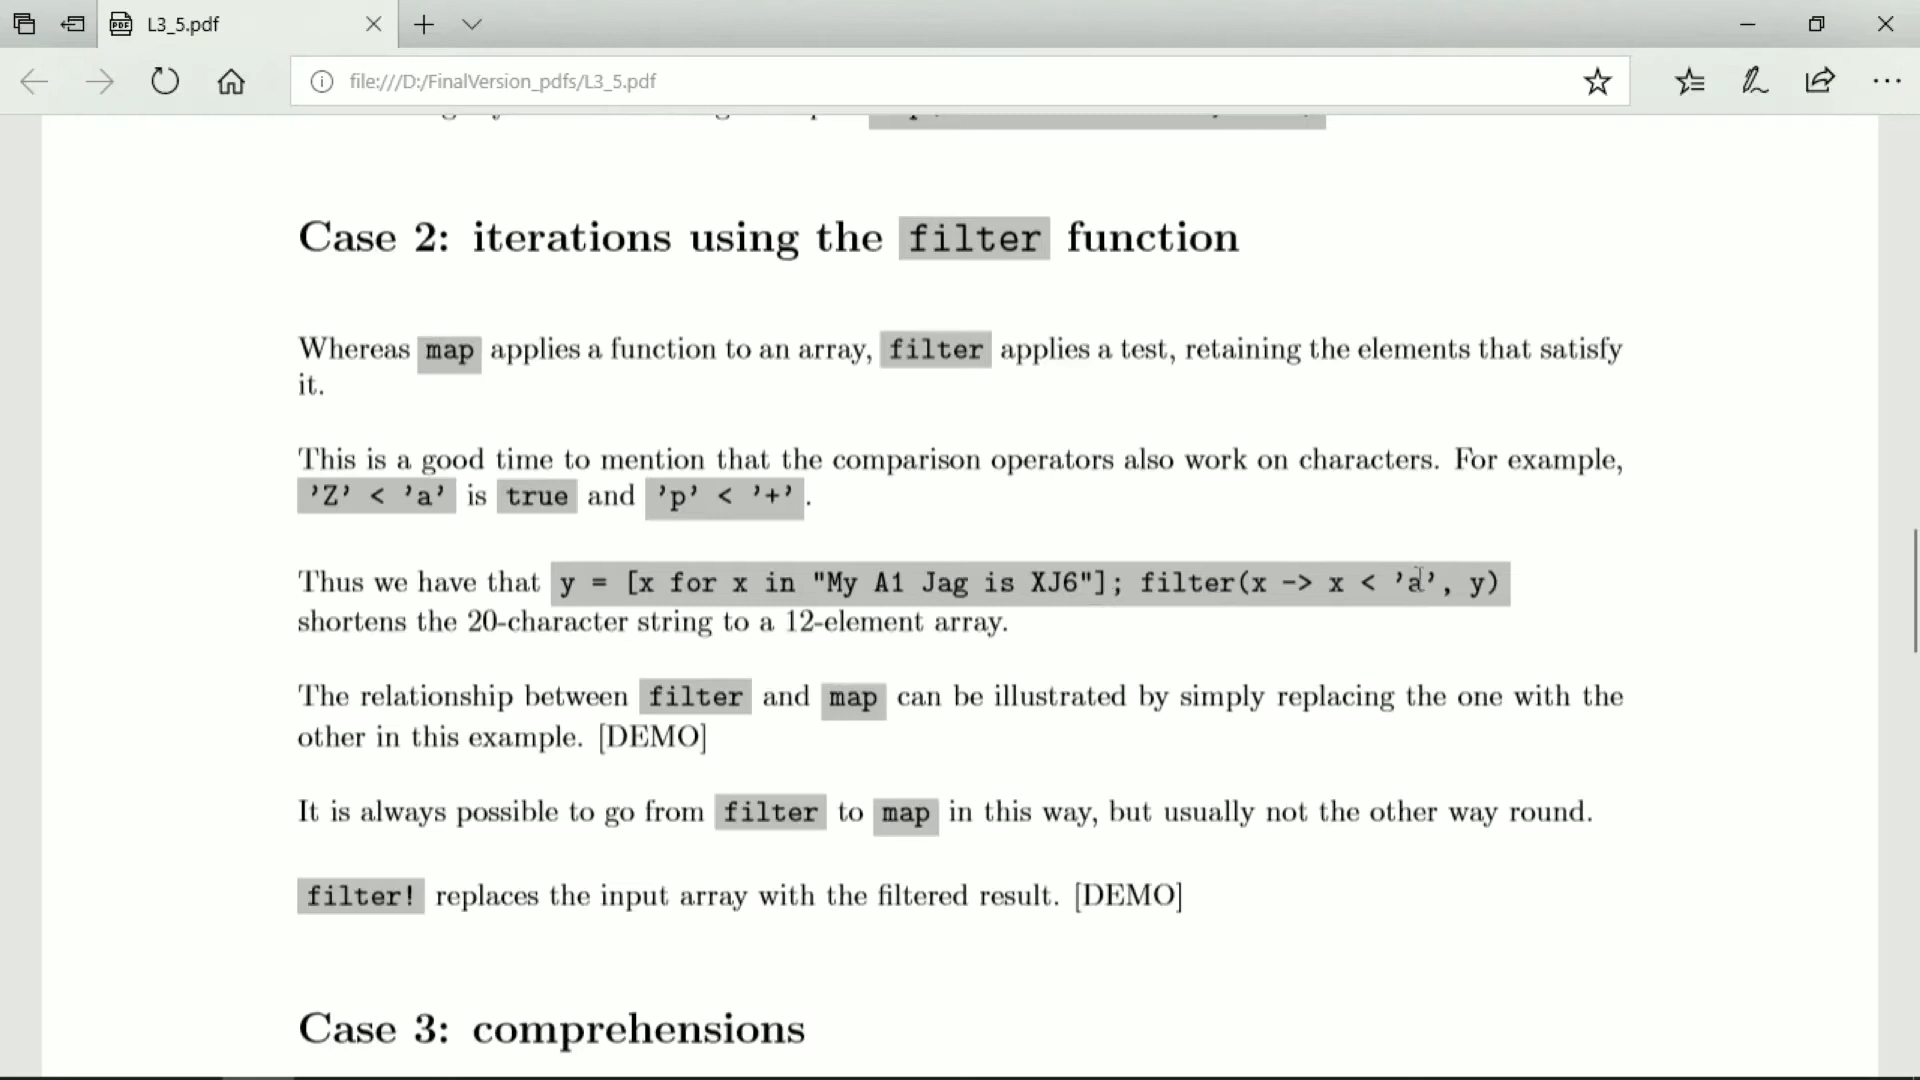 L3_5.pdf
file:///D:/FinalVersion_pdfs/L3_5.pdf
Case 2: iterations using the filter function
Whereas map applies a function to an array, filter applies a test, retaining the elements that satisfy
it.
This is a good time to mention that the comparison operators also work on characters. For example,
’Z’ < ’a’ is true and ’p’ < ’+’.
Thus we have that y = [x for x in "My A1 Jag is XJ6"]; filter(x -> x < ’a’, y)
shortens the 20-character string to a 12-element array.
The relationship between filter and map can be illustrated by simply replacing the one with the
other in this example. [DEMO]
It is always possible to go from filter to map in this way, but usually not the other way round.
filter! replaces the input array with the filtered result. [DEMO]
Case 3: comprehensions